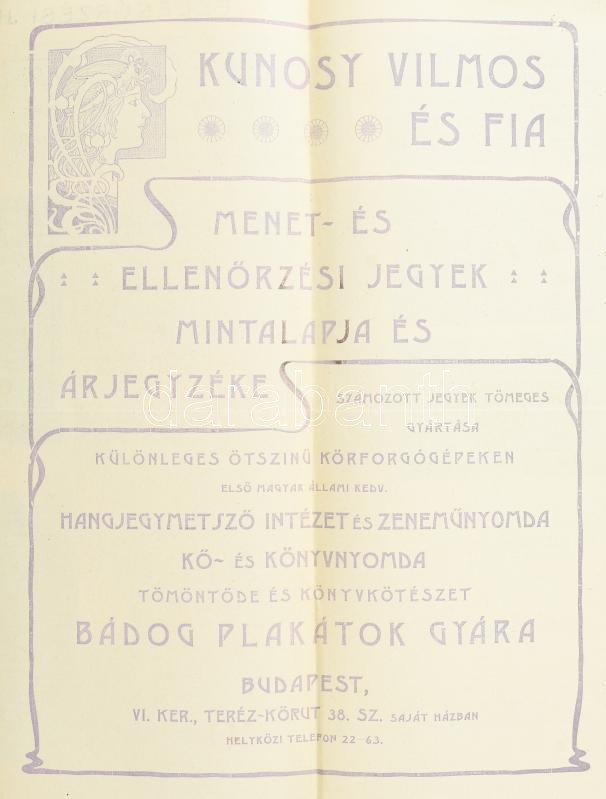 KUNOSY VILMOS
ÉS FIA
MENET- ÉS
ELLENŐRZÉSI JEGYEK
MINTALAPJA ÉS
ÁRJEGYZÉKE
SZÁMOZOTT JEGYEK TÖMEGES
GYÁRTÁSA
KÜLÖNLEGES ÖTSZINŰ KÖRFORGÓGÉPEKEN
ELSŐ MAGYAR ÁLLAMI KEDV.
HANGJEGYMETSZŐ INTÉZET ÉS ZENEMŰNYOMDA
KŐ- ÉS KÖNYVNYOMDA
TÖMÖNTÖDE ÉS KÖNYVKÖTÉSZET
BÁDOG PLAKÁTOK GYÁRA
BUDAPEST,
VI. KER., TERÉZ-KÖRUT 38. SZ. SAJÁT HÁZBAN
HELYKÖZI TELEFON 22-63.
darabanth